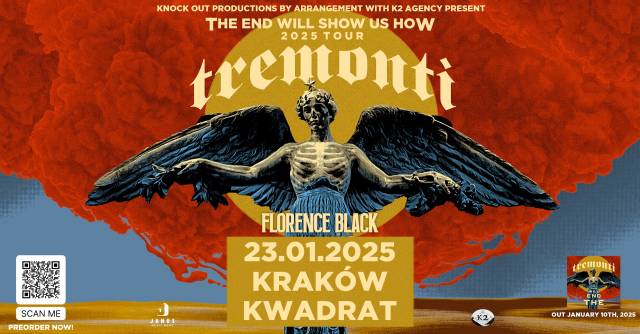 KNOCK OUT PRODUCTIONS BY ARRANGEMENT WITH K2 AGENCY PRESENT
THE END WILL SHOW US HOW
2025 TOUR
tremonti
FLORENCE BLACK
23.01.2025
KRAKÓW
KWADRAT
SCAN ME
PREORDER NOW!
JANUS
K2
tremonti
END
THE
OUT JANUARY 10TH, 2025